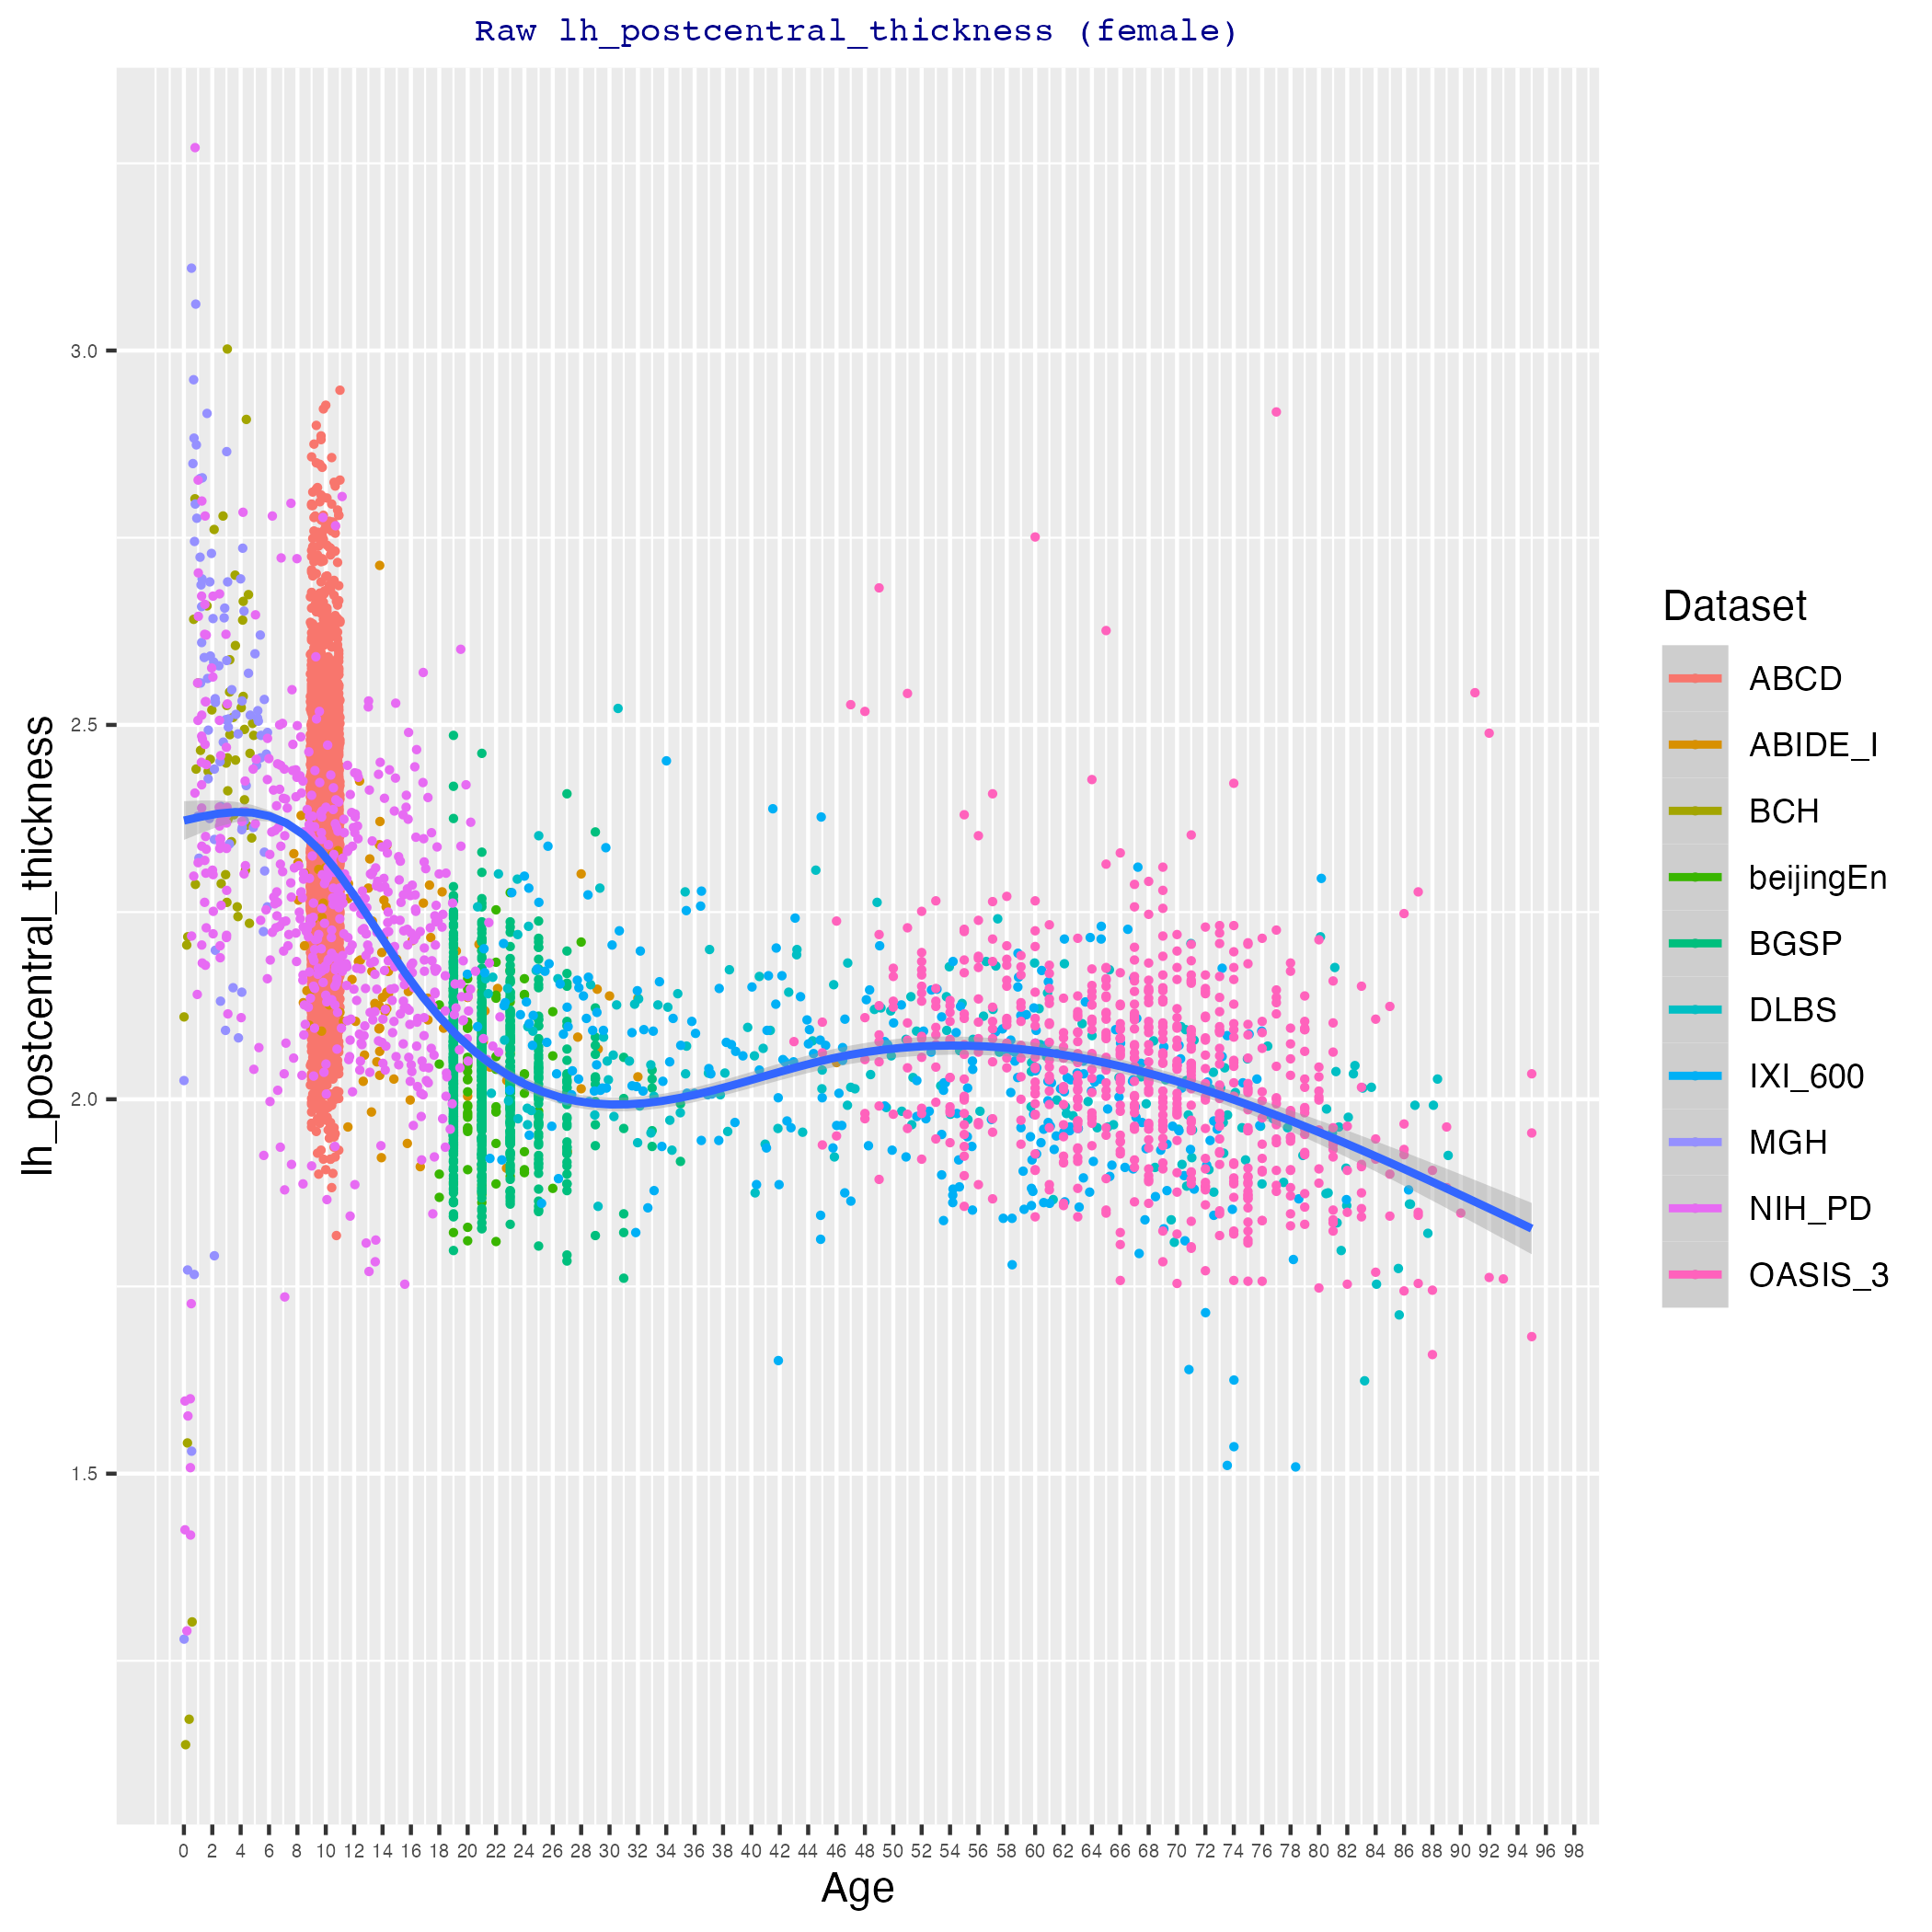 Raw lh_postcentral_thickness (female)
lh_postcentral_thickness
3.0
2.5
2.0
1.5
0 2 4 6 8 10 12 14 16 18 20 22 24 26 28 30 32 34 36 38 40 42 44 46 48 50 52 54 56 58 60 62 64 66 68 70 72 74 76 78 80 82 84 86 88 90 92 94 96 98
Age
Dataset
ABCD
ABIDE_I
BCH
beijingEn
BGSP
DLBS
IXI_600
MGH
NIH_PD
OASIS_3